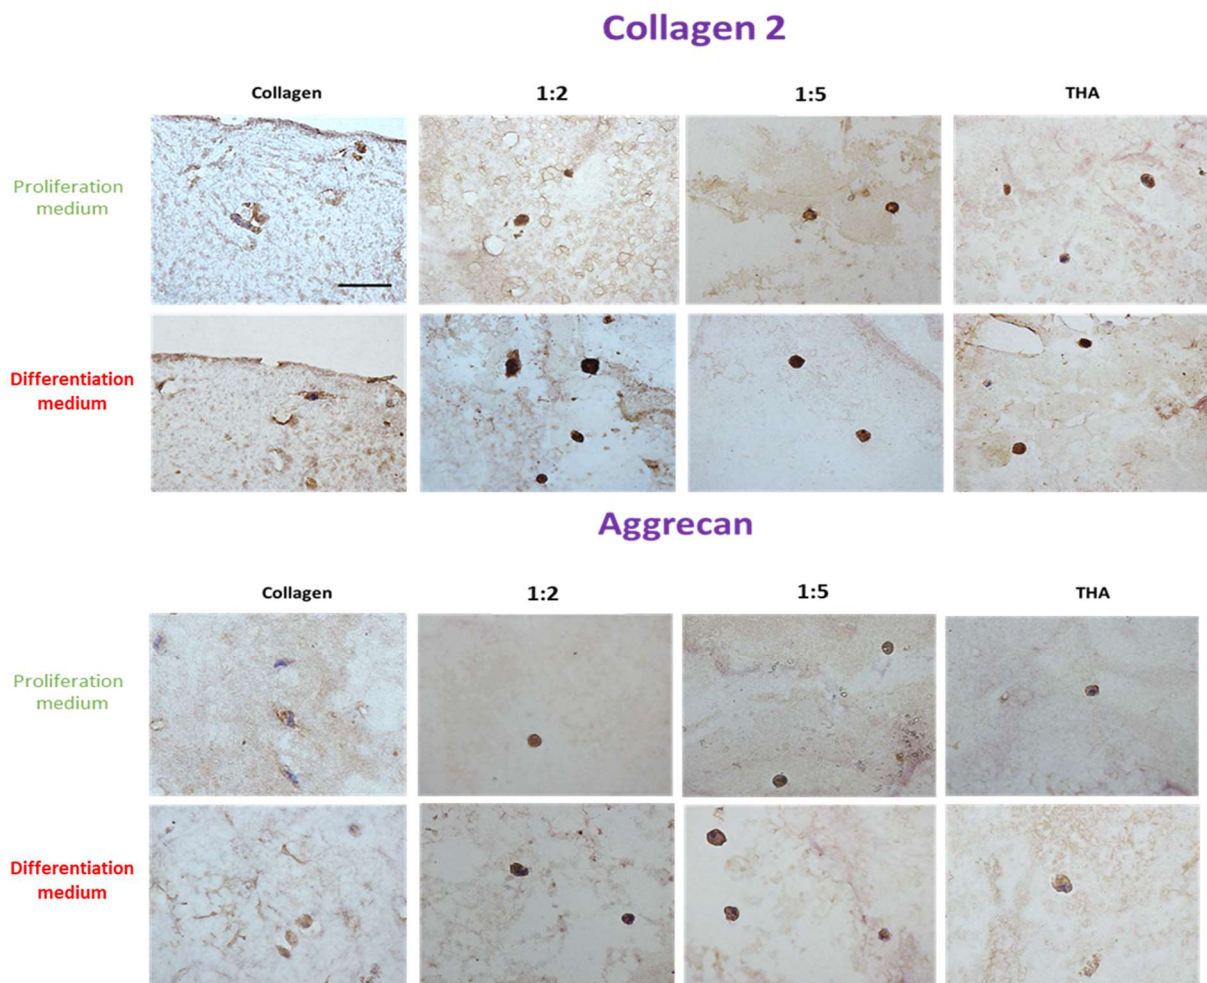 Collagen 2
Collagen 1:2 1:5 THA
Proliferation
medium
Differentiation
medium
Aggrecan
Collagen 1:2 1:5 THA
Proliferation
medium
Differentiation
medium